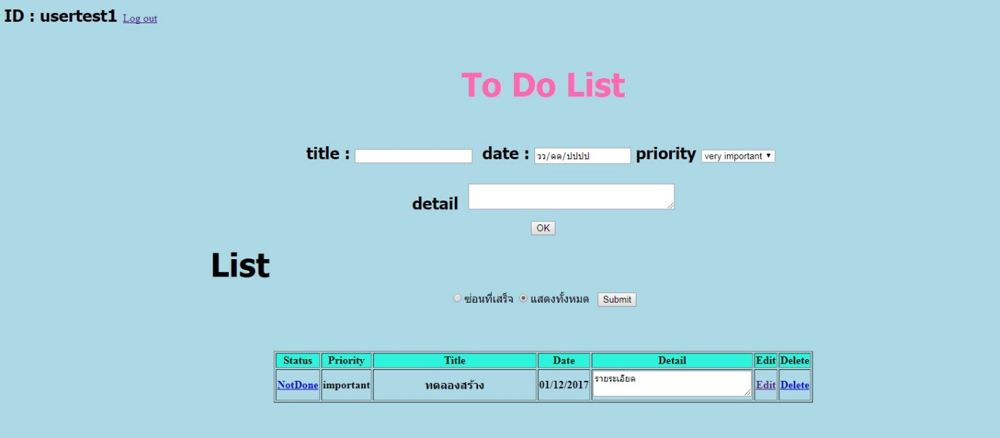 ID : usertest1 Log out
To Do List
title : date : วว/ดด/ปปปป priority very important
detail
OK
List
ซ่อนที่เสร็จ แสดงทั้งหมด Submit
Status Priority Title Date Detail Edit Delete
NotDone important ทดลองสร้าง 01/12/2017 รายระเอียด Edit Delete